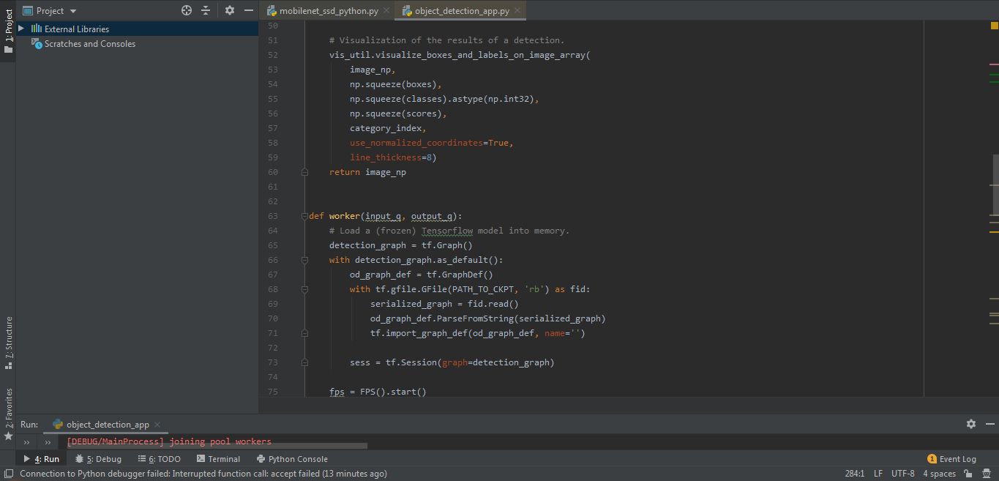 Project
mobilenet_ssd_python.py
object_detection_app.py
1: Project
External Libraries
Scratches and Consoles
7: Structure
2: Favorites
50
51 # Visualization of the results of a detection.
52 vis_util.visualize_boxes_and_labels_on_image_array(
53 image_np,
54 np.squeeze(boxes),
55 np.squeeze(classes).astype(np.int32),
56 np.squeeze(scores),
57 category_index,
58 use_normalized_coordinates=True,
59 line_thickness=8)
60 return image_np
61
62
63 def worker(input_q, output_q):
64 # Load a (frozen) Tensorflow model into memory.
65 detection_graph = tf.Graph()
66 with detection_graph.as_default():
67 od_graph_def = tf.GraphDef()
68 with tf.gfile.GFile(PATH_TO_CKPT, 'rb') as fid:
69 serialized_graph = fid.read()
70 od_graph_def.ParseFromString(serialized_graph)
71 tf.import_graph_def(od_graph_def, name='')
72
73 sess = tf.Session(graph=detection_graph)
74
75 fps = FPS().start()
Run: object_detection_app
[DEBUG/MainProcess] joining pool workers
4: Run 5: Debug 6: TODO Terminal Python Console 1 Event Log
Connection to Python debugger failed: Interrupted function call: accept failed (13 minutes ago) 284:1 LF UTF-8 4 spaces